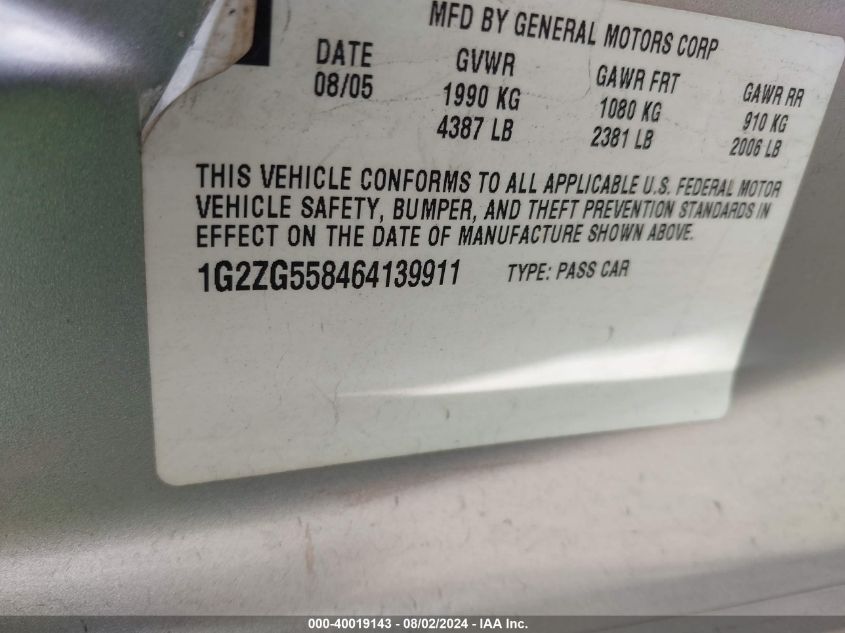 MFD BY GENERAL MOTORS CORP
DATE GVWR GAWR FRT GAWR RR
08/05 1990 KG 1080 KG 910 KG
4387 LB 2381 LB 2006 LB
THIS VEHICLE CONFORMS TO ALL APPLICABLE U.S. FEDERAL MOTOR
VEHICLE SAFETY, BUMPER, AND THEFT PREVENTION STANDARDS IN
EFFECT ON THE DATE OF MANUFACTURE SHOWN ABOVE.
1G2ZG558464139911 TYPE: PASS CAR
000-40019143 - 08/02/2024 - IAA Inc.